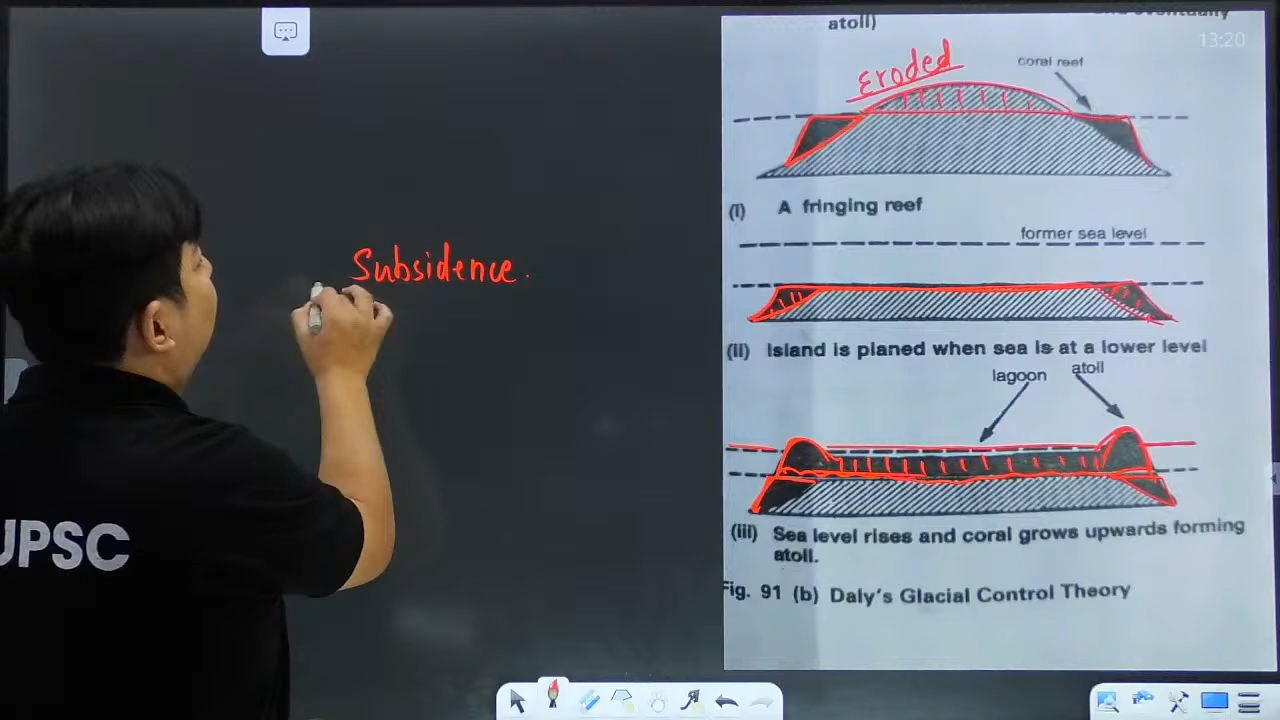 atoll)
13:20
Eroded
coral reef
(I) A fringing reef
former sea level
Subsidence.
(II) Island is planed when sea is at a lower level
lagoon
atoll
UPSC
(III) Sea level rises and coral grows upwards forming
atoll.
Fig. 91 (b) Daly's Glacial Control Theory